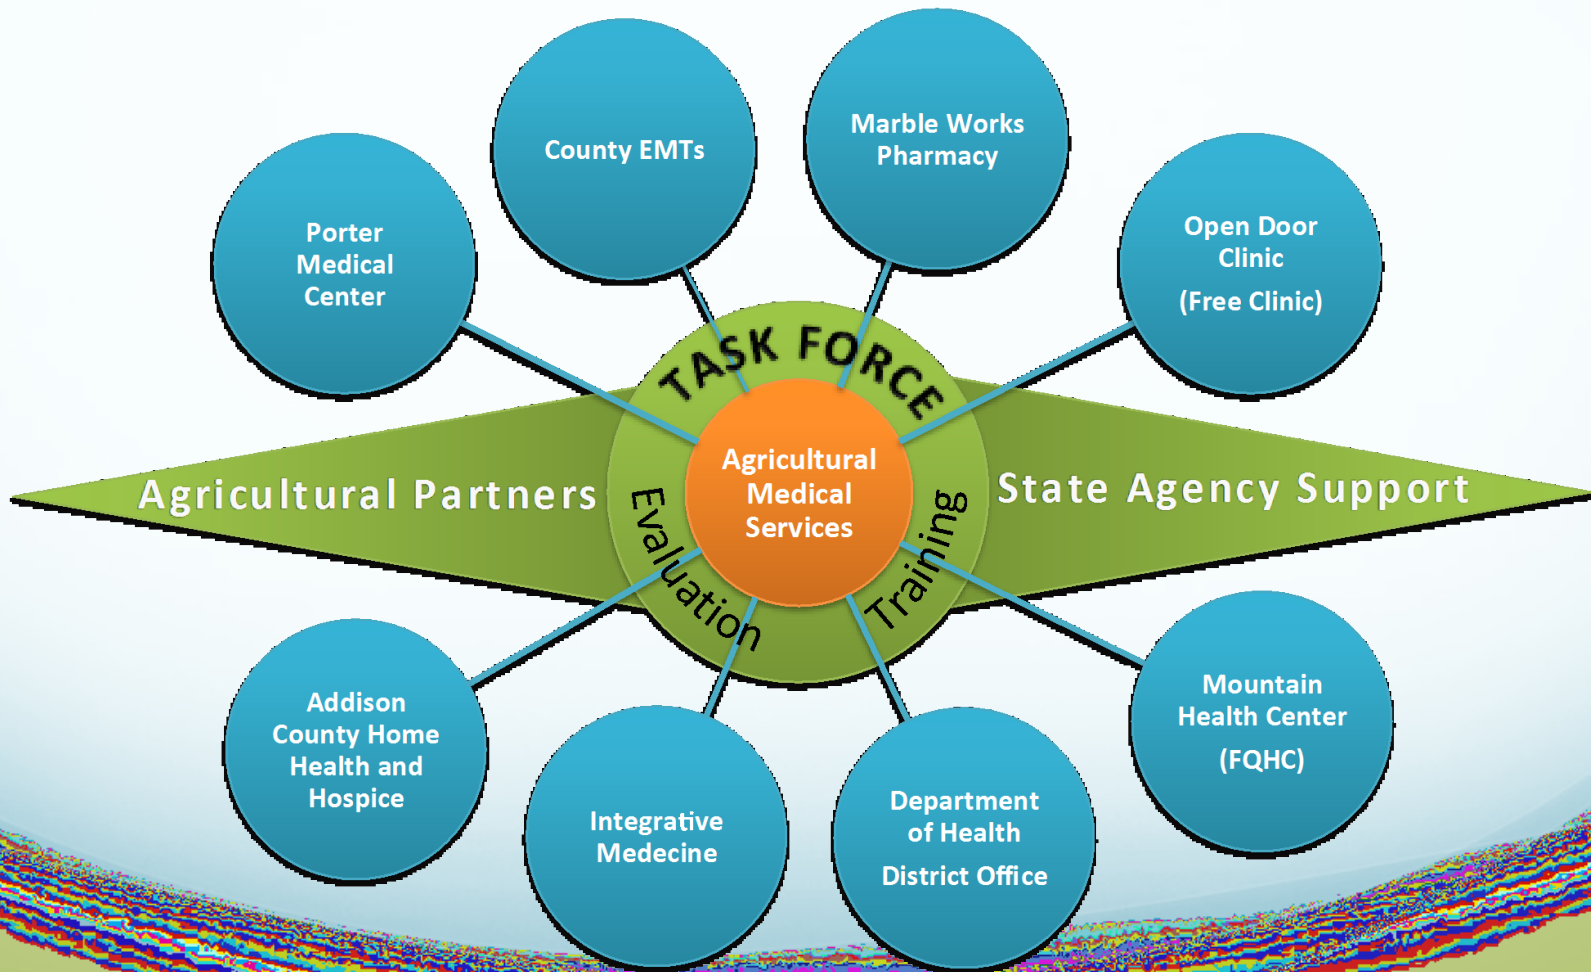 County EMTs
Marble Works
Pharmacy
Porter
Medical
Center
Open Door
Clinic
(Free Clinic)
TASK FORCE
Agricultural
Medical
Services
Agricultural Partners
State Agency Support
Evaluation
Training
Addison
County Home
Health and
Hospice
Integrative
Medecine
Department
of Health
District Office
Mountain
Health Center
(FQHC)